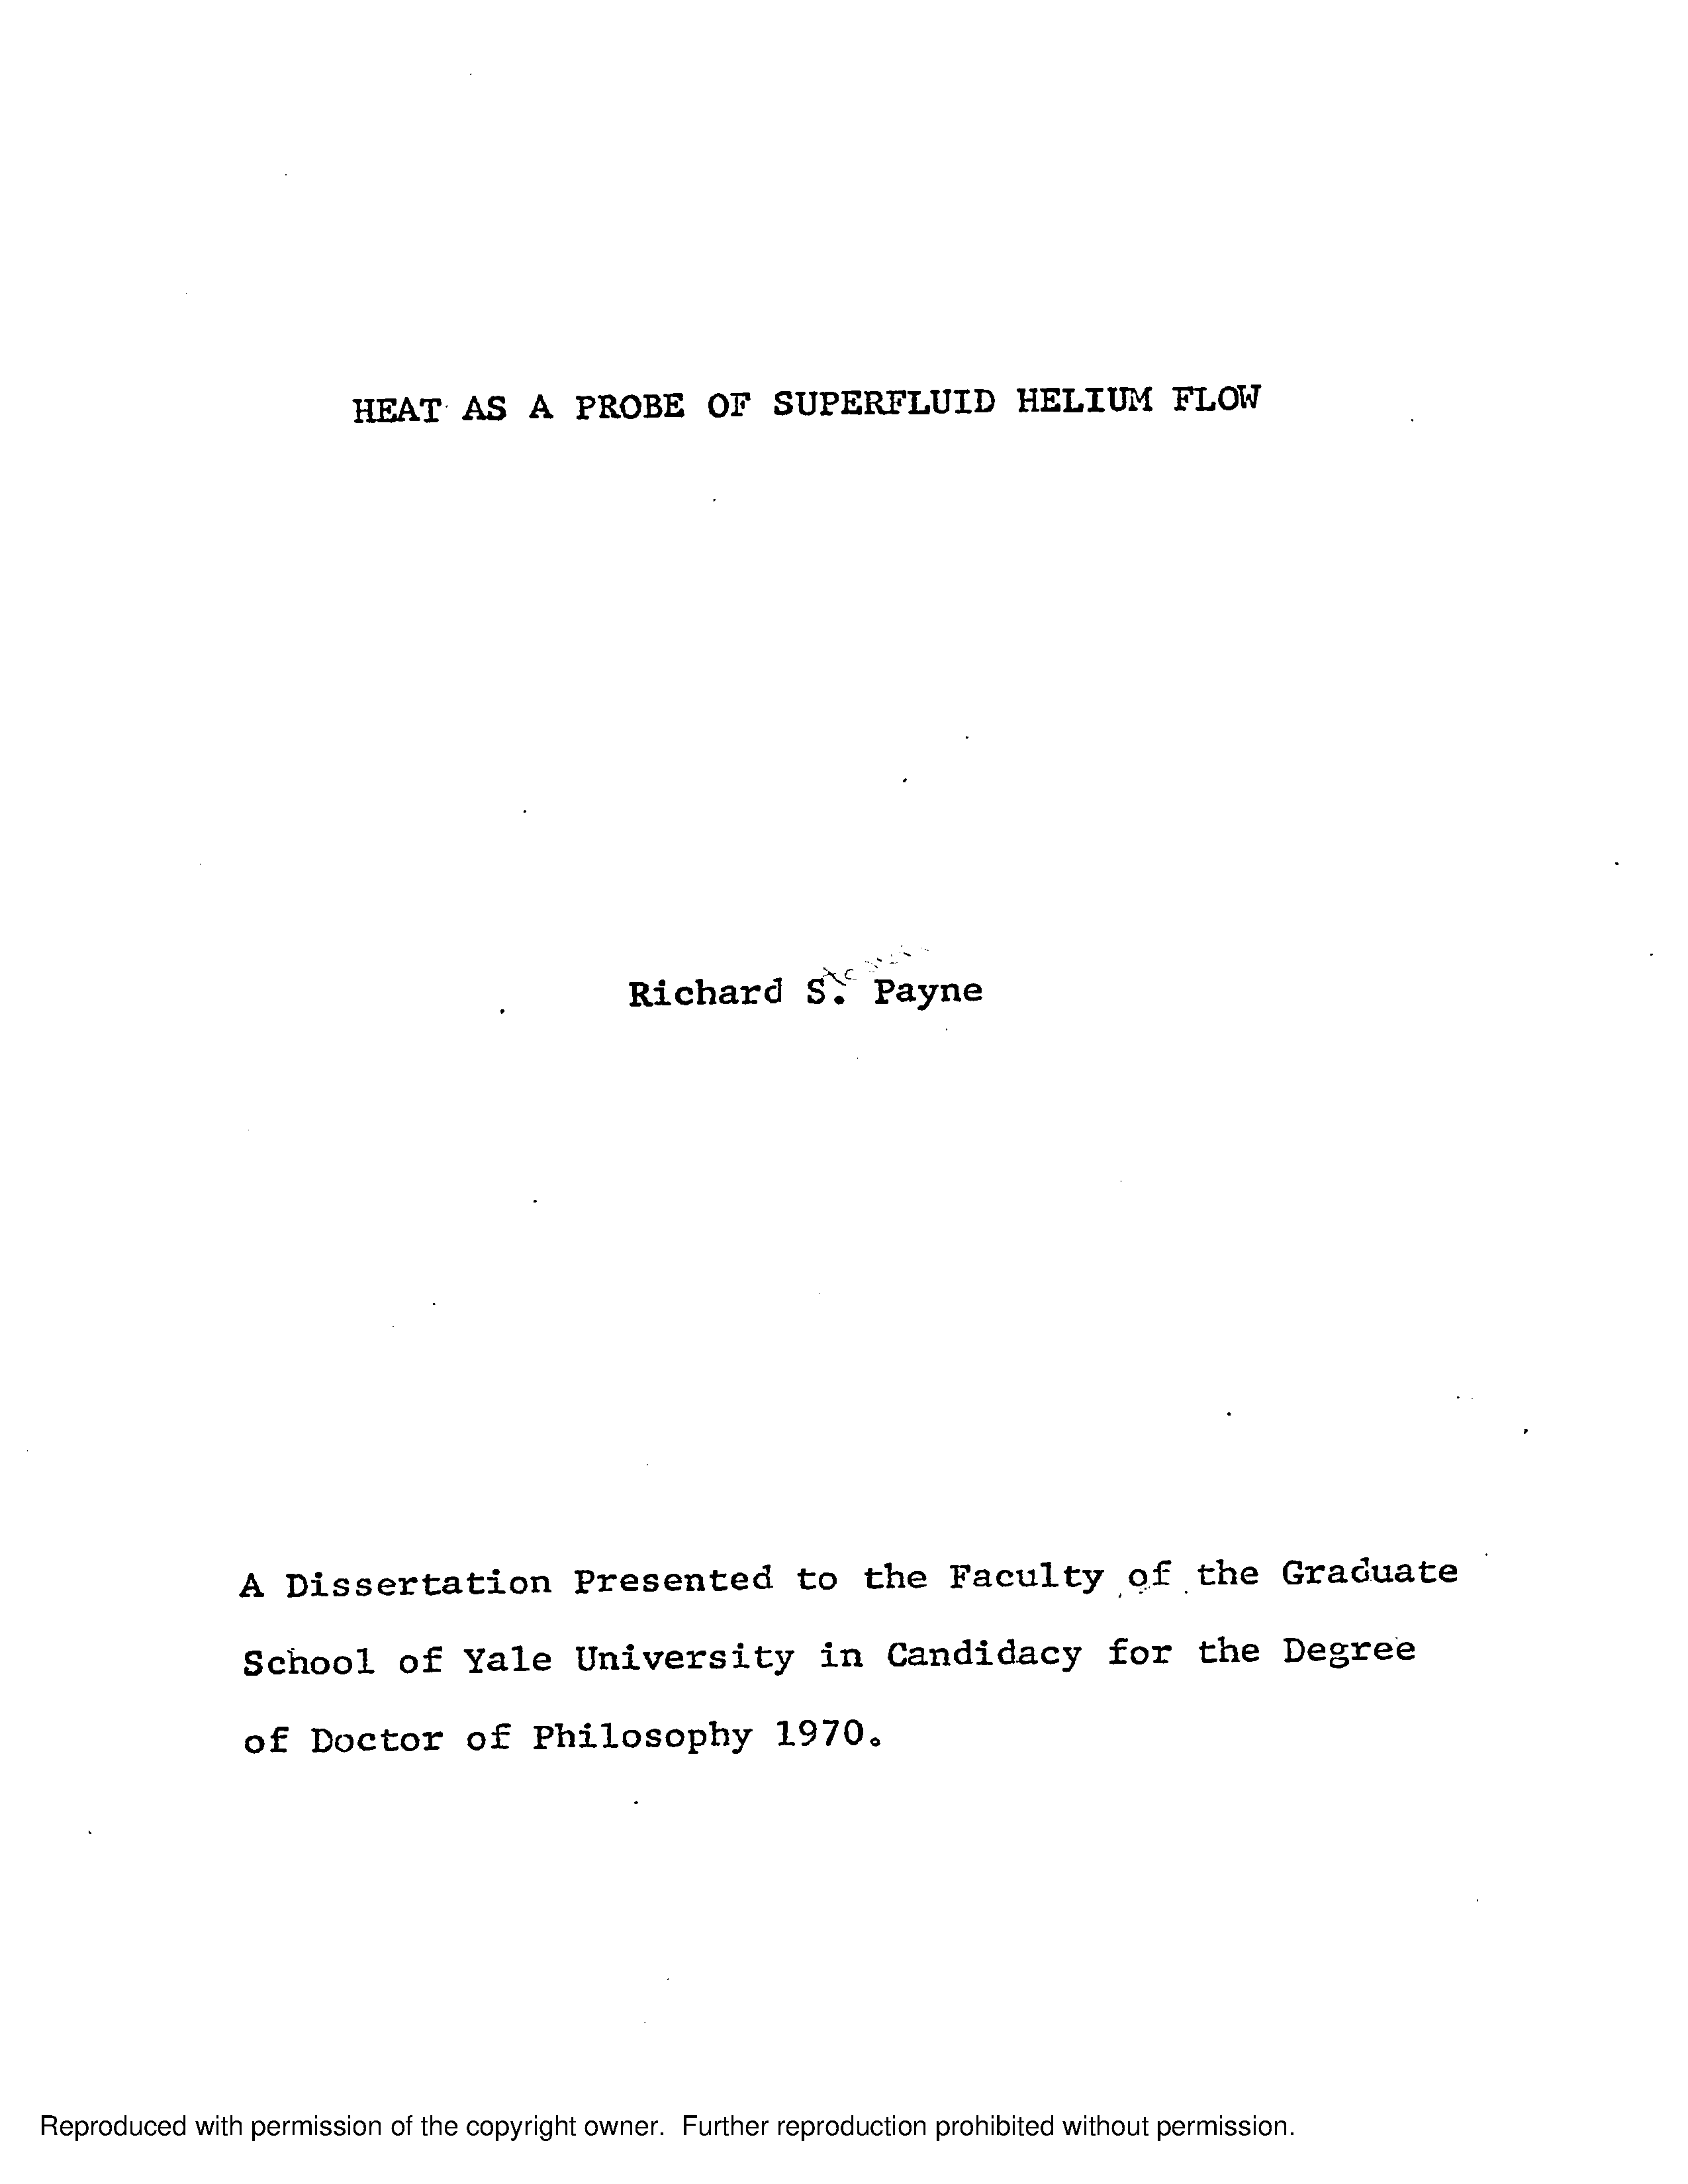 HEAT AS A PROBE OF SUPERFLUID HELIUM FLOW
Richard S. Payne
A Dissertation Presented to the Faculty of the Graduate
School of Yale University in Candidacy for the Degree
of Doctor of Philosophy 1970.
Reproduced with permission of the copyright owner. Further reproduction prohibited without permission.